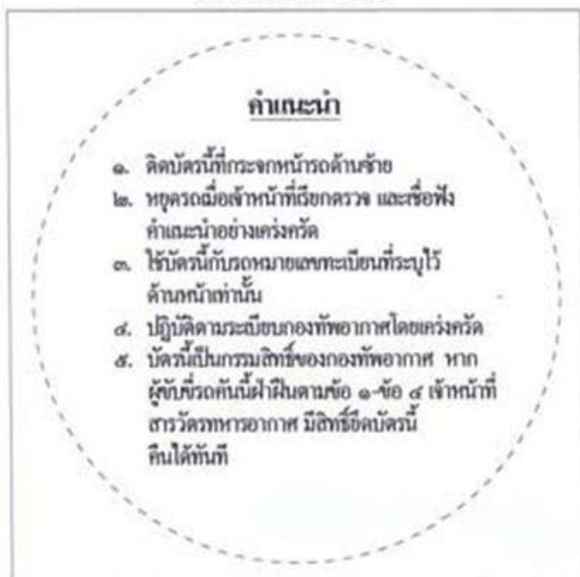 คำแนะนำ
๑. ติดบัตรนี้ที่กระจกหน้ารถด้านซ้าย
๒. หยุดรถเมื่อเจ้าหน้าที่เรียกตรวจ และเชื่อฟัง
คำแนะนำอย่างเคร่งครัด
๓. ใช้บัตรนี้กับรถหมายเลขทะเบียนที่ระบุไว้
ด้านหน้าเท่านั้น
๔. ปฏิบัติตามระเบียบกองทัพอากาศโดยเคร่งครัด
๕. บัตรนี้เป็นกรรมสิทธิ์ของกองทัพอากาศ หาก
ผู้ขับขี่รถคันนี้ฝ่าฝืนตามข้อ ๑-ข้อ ๔ เจ้าหน้าที่
สารวัตรทหารอากาศ มีสิทธิ์ยึดบัตรนี้
คืนได้ทันที